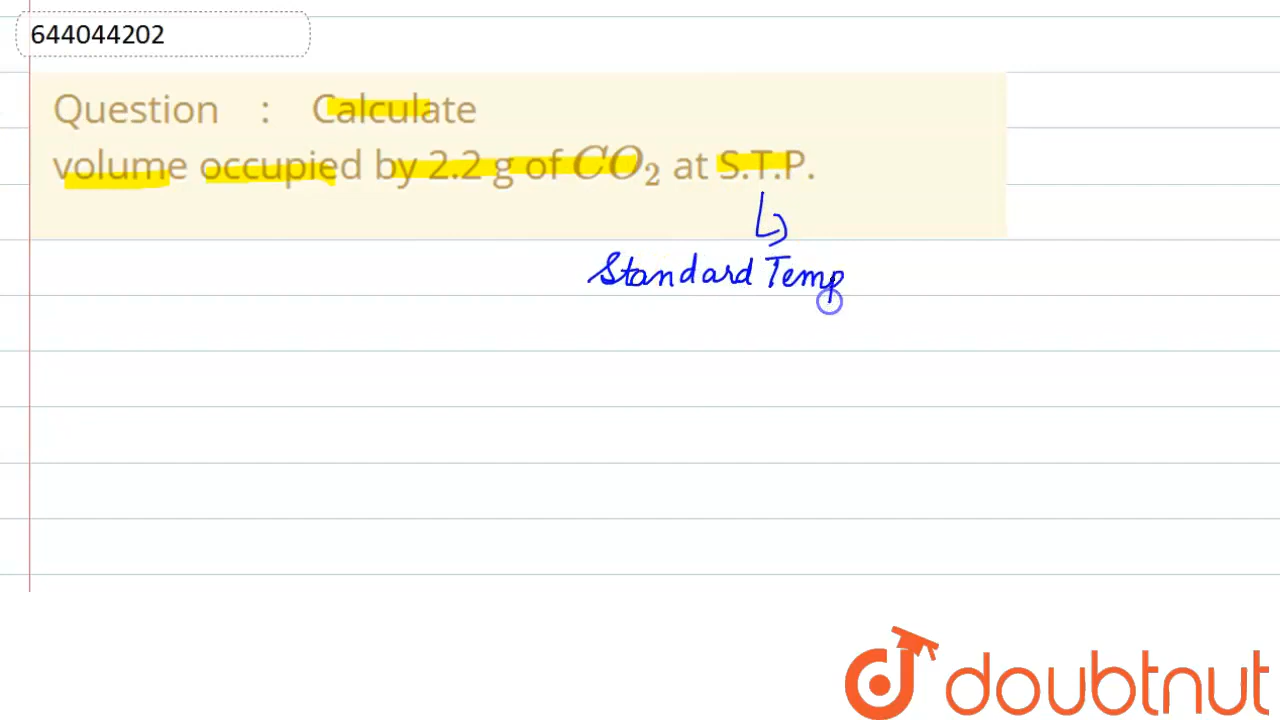 644044202
Question : Calculate
volume occupied by 2.2 g of CO₂ at S.T.P.
Standard Temp
doubtnut